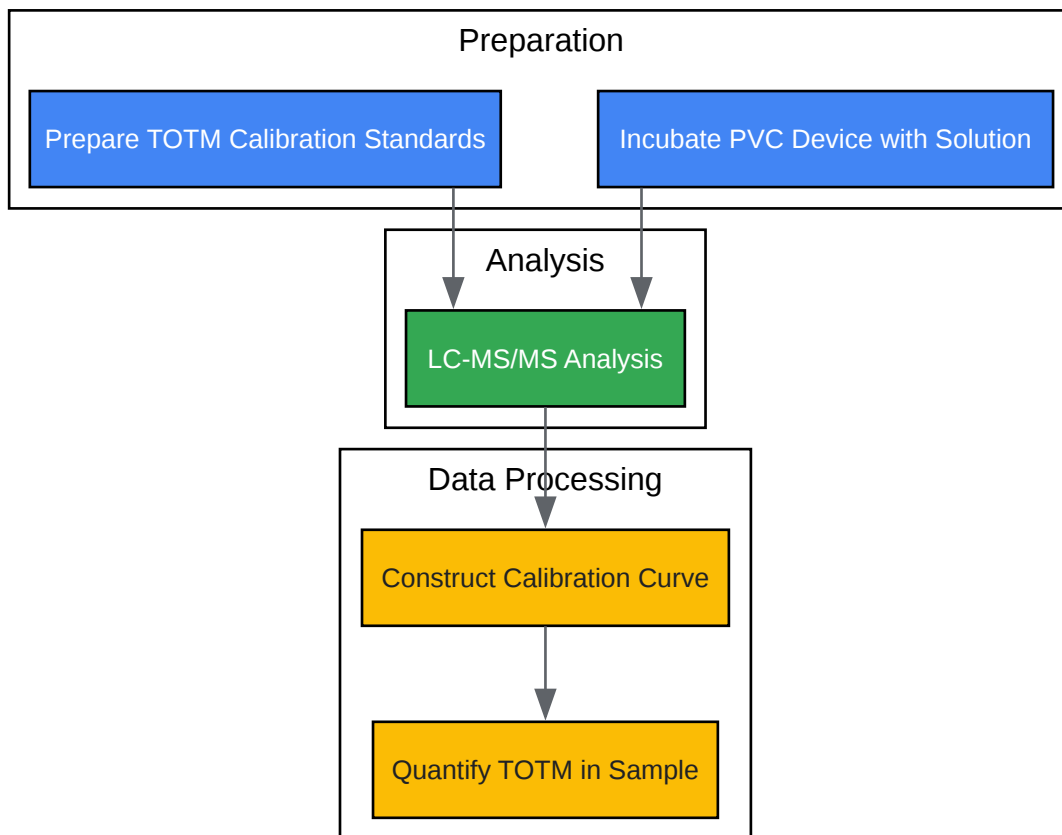 Preparation
Prepare TOTM Calibration Standards
Incubate PVC Device with Solution
Analysis
LC-MS/MS Analysis
Data Processing
Construct Calibration Curve
Quantify TOTM in Sample